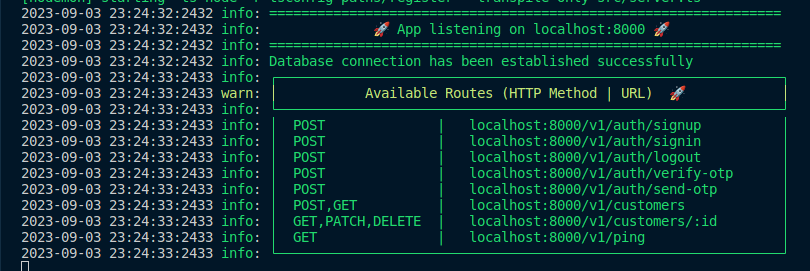 [nodemon] starting `ts-node -r tsconfig-paths/register --transpile-only src/server.ts`
2023-09-03 23:24:32:2432 info: ================================================================
2023-09-03 23:24:32:2432 info: 🚀 App listening on localhost:8000 🚀
2023-09-03 23:24:32:2432 info: ================================================================
2023-09-03 23:24:32:2432 info: Database connection has been established successfully
2023-09-03 23:24:33:2433 info:
2023-09-03 23:24:33:2433 warn: │ Available Routes (HTTP Method | URL) 🚀 │
2023-09-03 23:24:33:2433 info:
2023-09-03 23:24:33:2433 info: POST | localhost:8000/v1/auth/signup
2023-09-03 23:24:33:2433 info: POST | localhost:8000/v1/auth/signin
2023-09-03 23:24:33:2433 info: POST | localhost:8000/v1/auth/logout
2023-09-03 23:24:33:2433 info: POST | localhost:8000/v1/auth/verify-otp
2023-09-03 23:24:33:2433 info: POST | localhost:8000/v1/auth/send-otp
2023-09-03 23:24:33:2433 info: POST,GET | localhost:8000/v1/customers
2023-09-03 23:24:33:2433 info: GET,PATCH,DELETE | localhost:8000/v1/customers/:id
2023-09-03 23:24:33:2433 info: GET | localhost:8000/v1/ping
2023-09-03 23:24:33:2433 info: